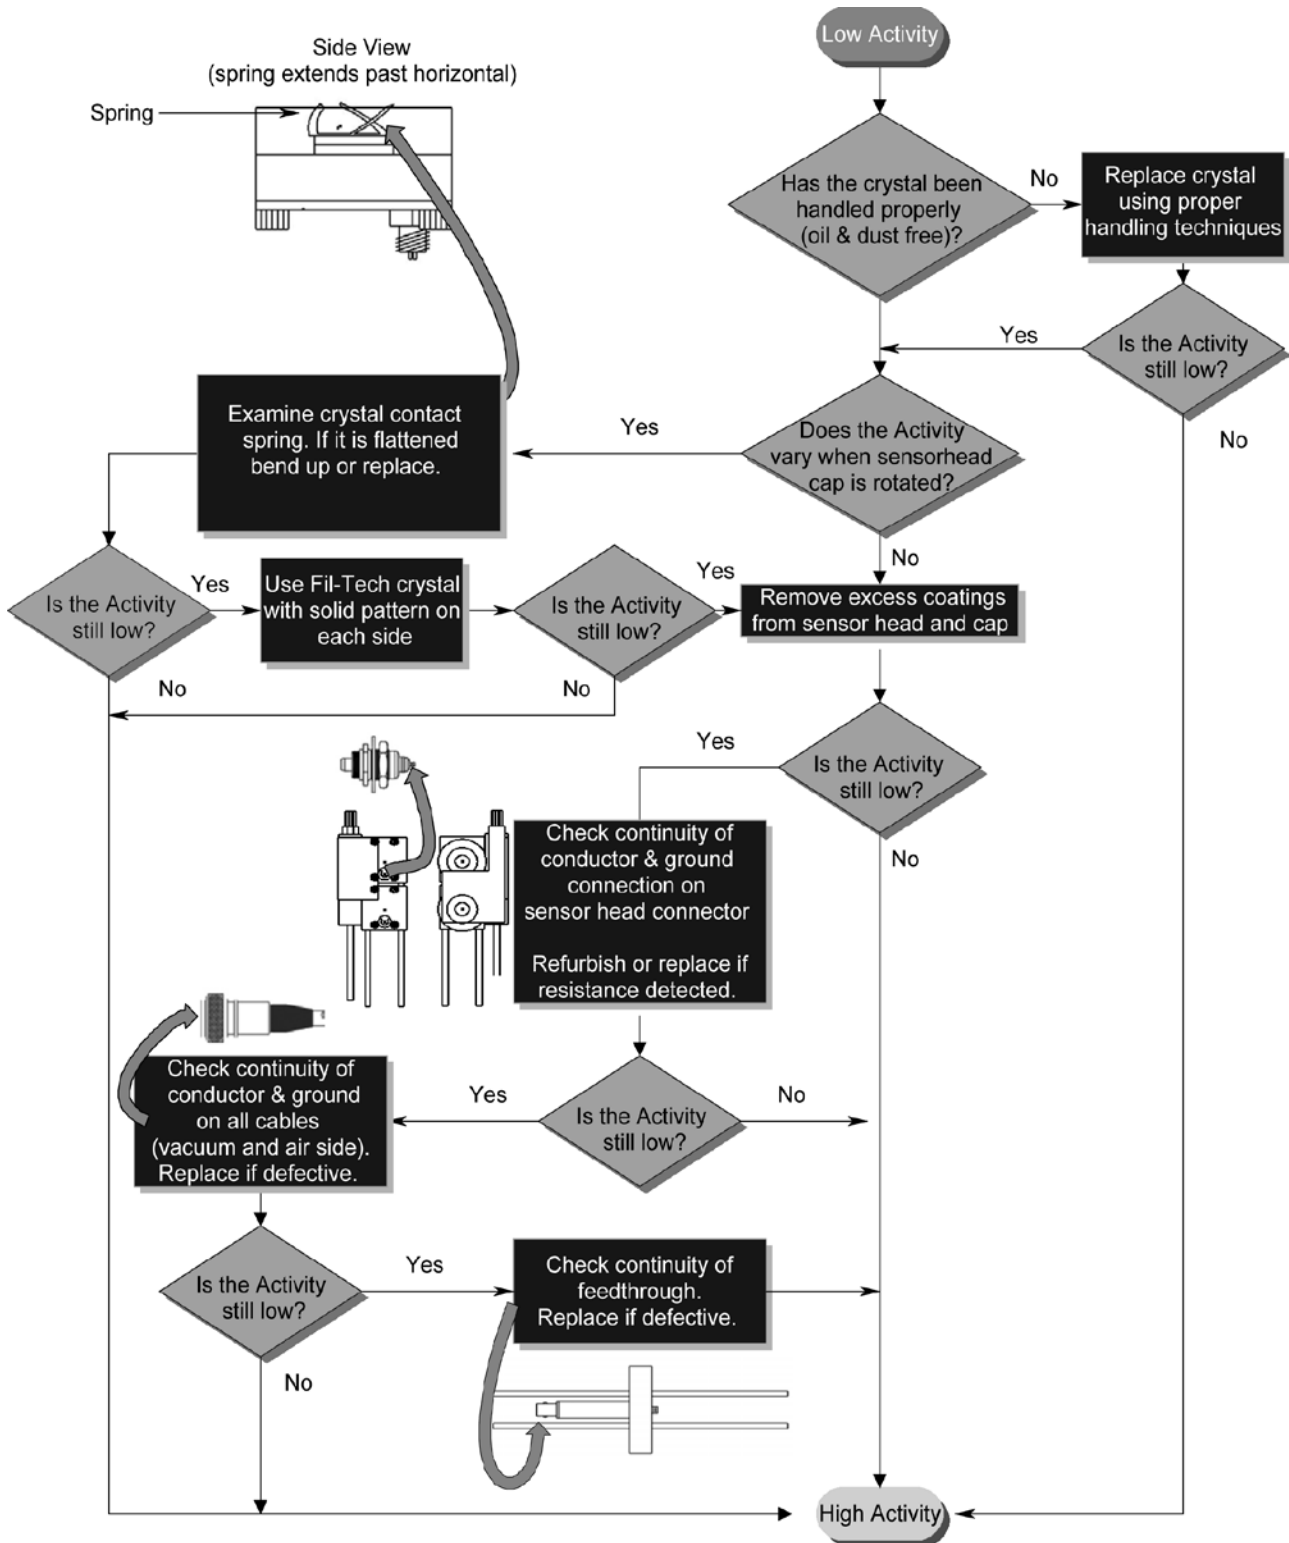 Low Activity
Side View
(spring extends past horizontal)
Spring
Has the crystal been
handled properly
(oil & dust free)?
No
Replace crystal
using proper
handling techniques
Yes
Is the Activity
still low?
No
Examine crystal contact
spring. If it is flattened
bend up or replace.
Yes
Does the Activity
vary when sensorhead
cap is rotated?
No
Is the Activity
still low?
Yes
Use Fil-Tech crystal
with solid pattern on
each side
Is the Activity
still low?
Yes
Remove excess coatings
from sensor head and cap
No
No
Yes
Is the Activity
still low?
No
Check continuity of
conductor & ground
connection on
sensor head connector
Refurbish or replace if
resistance detected.
Check continuity of
conductor & ground
on all cables
(vacuum and air side).
Replace if defective.
Yes
Is the Activity
still low?
No
Is the Activity
still low?
Yes
Check continuity of
feedthrough.
Replace if defective.
No
High Activity